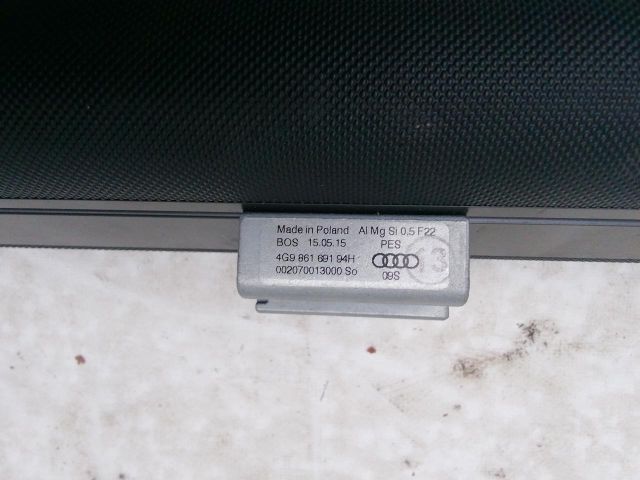 Made in Poland Al Mg Si 0,5 F22
BOS 15.05.15 PES
4G9 861 691 94H
13
002070013000 So
09S